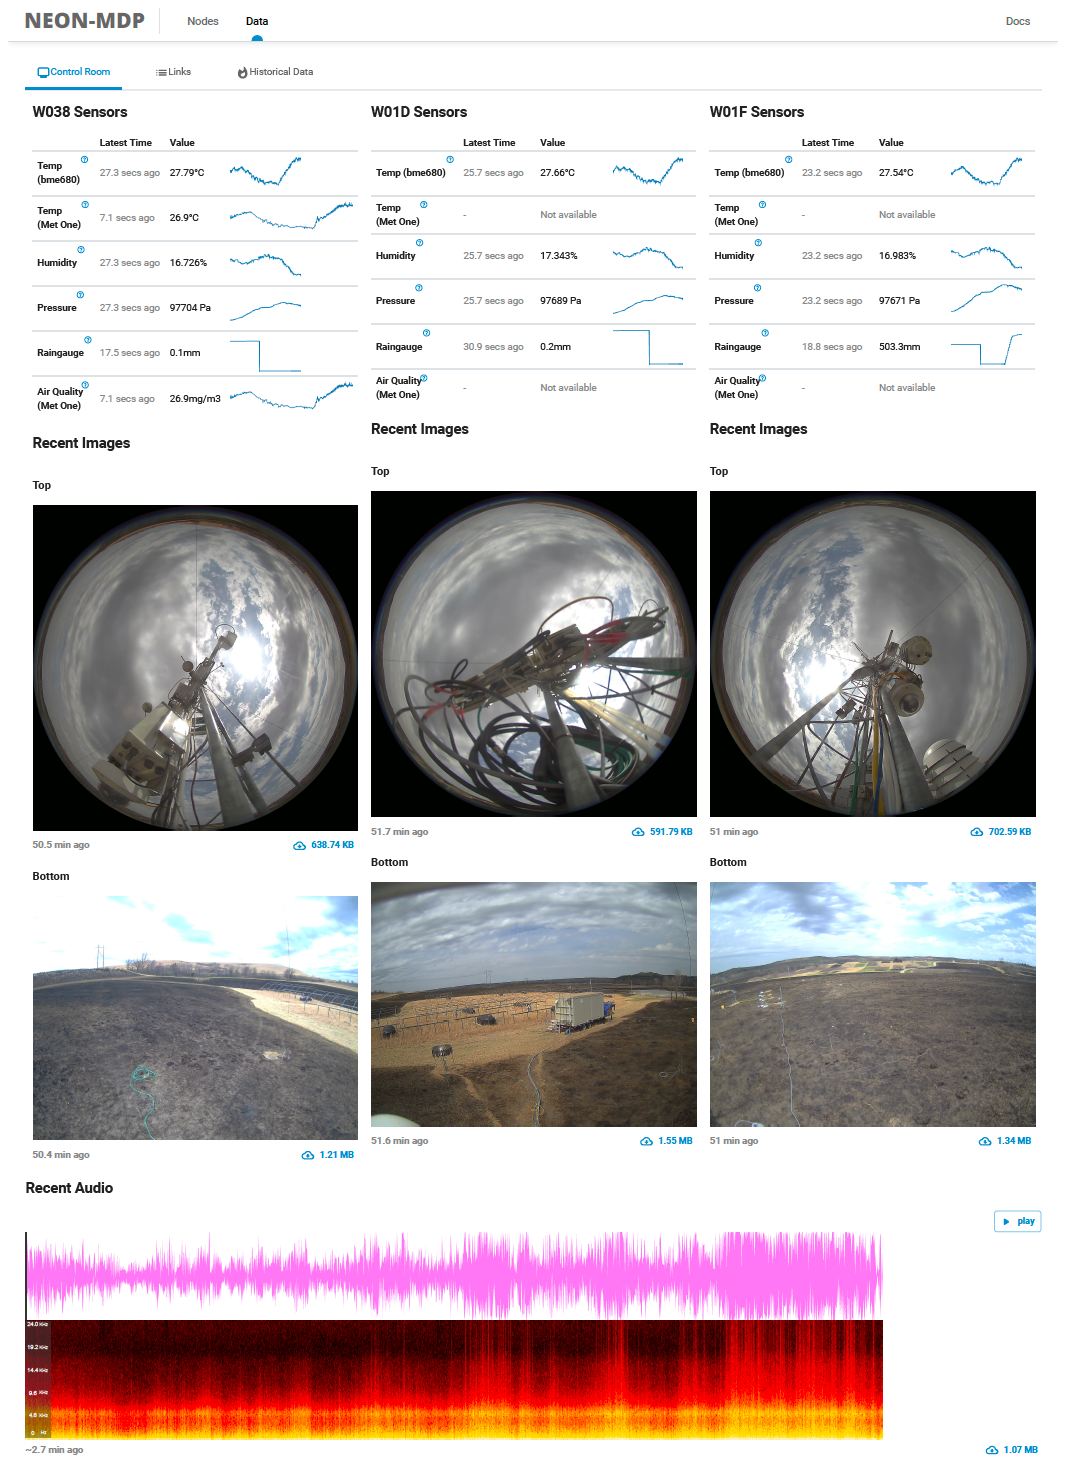 NEON-MDP
Nodes
Data
Docs
Control Room
Links
Historical Data
W038 Sensors
Latest Time Value
Temp (bme680) 27.3 secs ago 27.79°C
Temp (Met One) 7.1 secs ago 26.9°C
Humidity 27.3 secs ago 16.726%
Pressure 27.3 secs ago 97704 Pa
Raingauge 17.5 secs ago 0.1mm
Air Quality (Met One) 7.1 secs ago 26.9mg/m3
Recent Images
Top
50.5 min ago 638.74 KB
Bottom
50.4 min ago 1.21 MB
W01D Sensors
Latest Time Value
Temp (bme680) 25.7 secs ago 27.66°C
Temp (Met One) - Not available
Humidity 25.7 secs ago 17.343%
Pressure 25.7 secs ago 97689 Pa
Raingauge 30.9 secs ago 0.2mm
Air Quality (Met One) - Not available
Recent Images
Top
51.7 min ago 591.79 KB
Bottom
51.6 min ago 1.55 MB
W01F Sensors
Latest Time Value
Temp (bme680) 23.2 secs ago 27.54°C
Temp (Met One) - Not available
Humidity 23.2 secs ago 16.983%
Pressure 23.2 secs ago 97671 Pa
Raingauge 18.8 secs ago 503.3mm
Air Quality (Met One) - Not available
Recent Images
Top
51 min ago 702.59 KB
Bottom
51 min ago 1.34 MB
Recent Audio
play
24.0 KHz
19.2 KHz
14.4 KHz
9.6 KHz
4.8 KHz
0 Hz
~2.7 min ago 1.07 MB